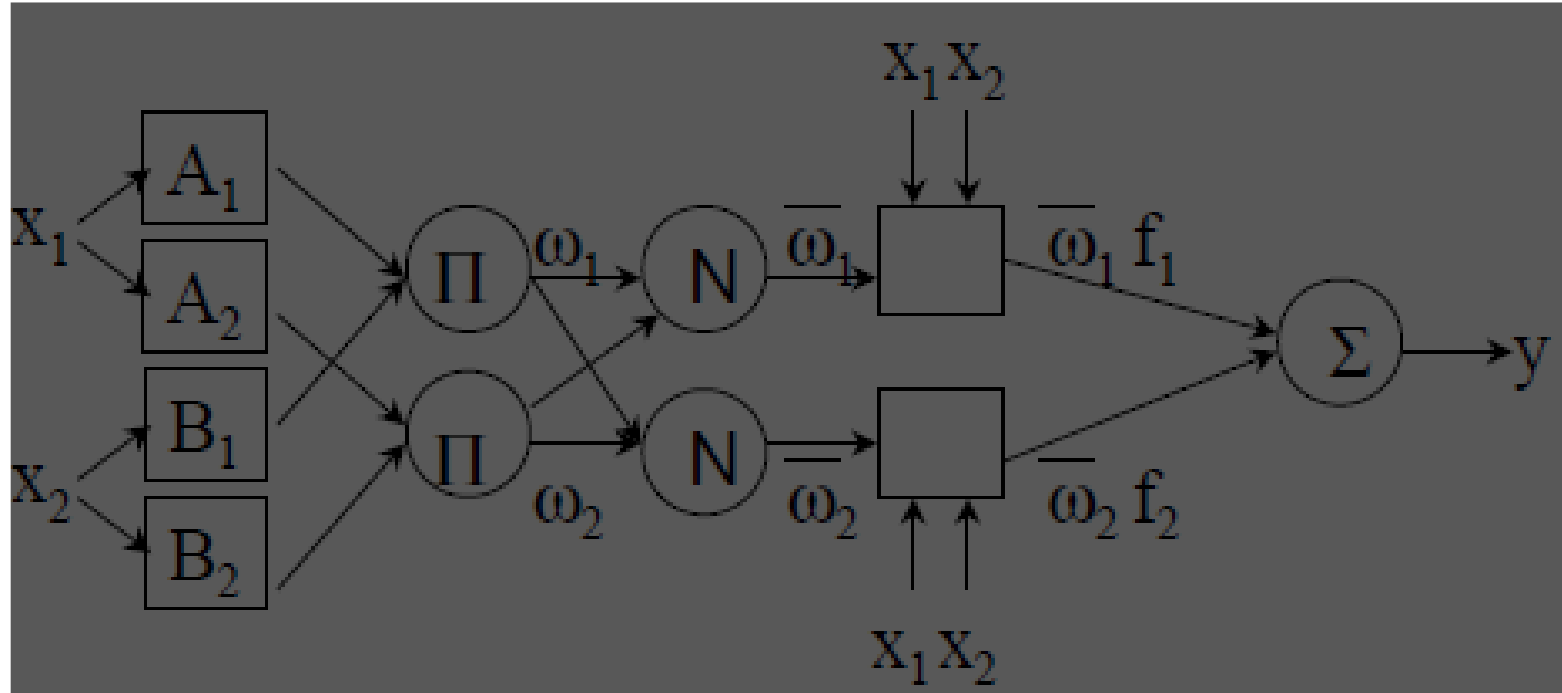 x₁ x₂
A₁
x₁
A₂
Π ω₁ N ω̅₁ ω̅₁ f₁
Σ y
B₁
x₂
B₂
Π ω₂ N ω̅₂ ω̅₂ f₂
x₁ x₂